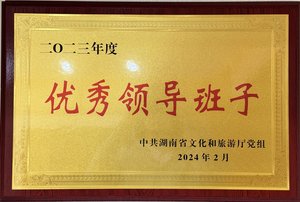 二〇二三年度
优秀领导班子
中共湖南省文化和旅游厅党组
2024年2月